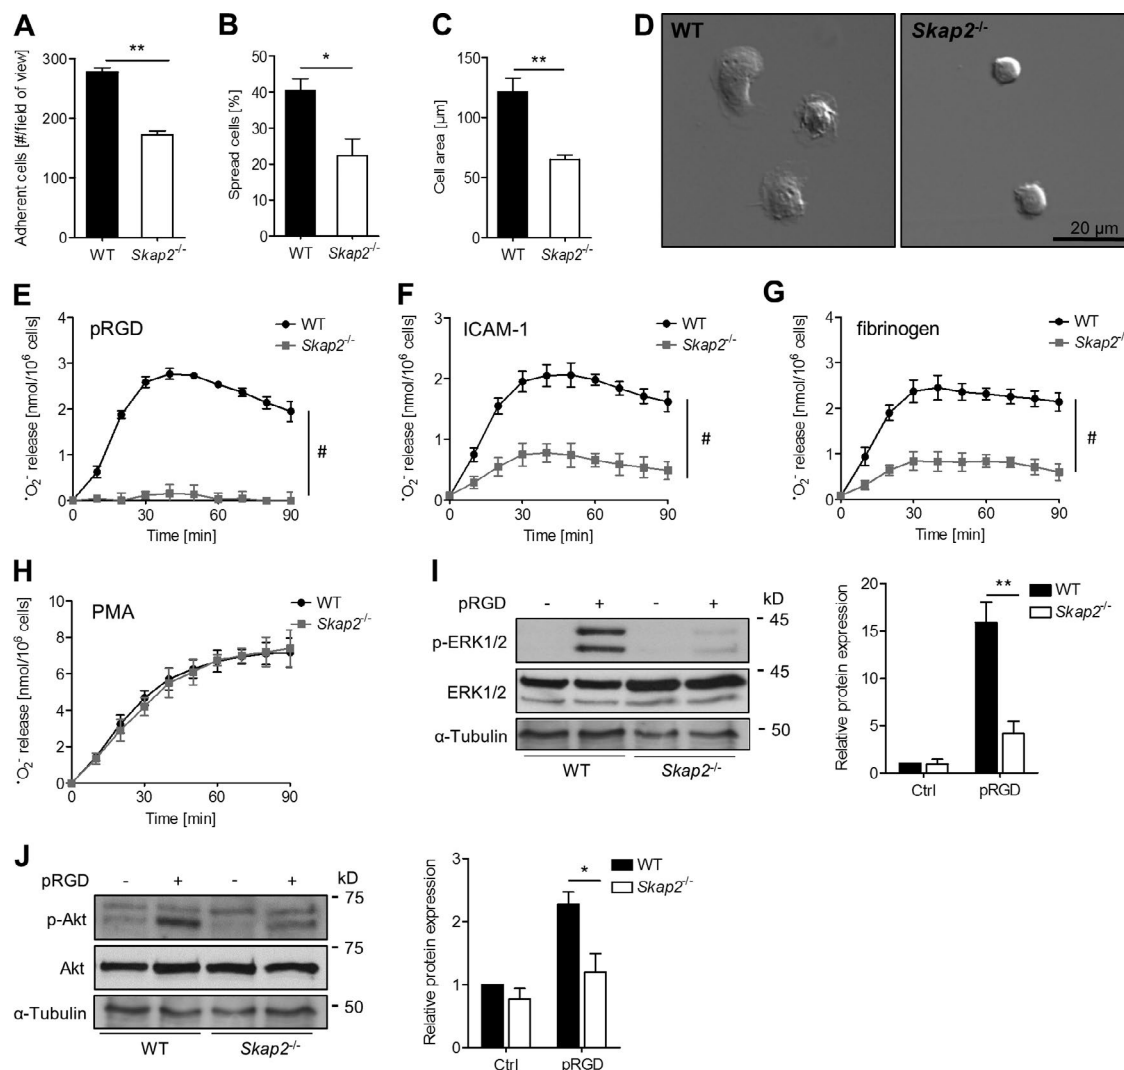 A
Adherent cells [#/field of view]
300
200
100
0
**
WT
Skap2-/-
B
Spread cells [%]
50
40
30
20
10
0
*
WT
Skap2-/-
C
Cell area [µm]
150
100
50
0
**
WT
Skap2-/-
D
WT
Skap2-/-
20 µm
E
pRGD
•O2- release [nmol/10^6 cells]
4
3
2
1
0
0 30 60 90
Time [min]
WT
Skap2-/-
#
F
ICAM-1
•O2- release [nmol/10^6 cells]
3
2
1
0
0 30 60 90
Time [min]
WT
Skap2-/-
#
G
fibrinogen
•O2- release [nmol/10^6 cells]
4
3
2
1
0
0 30 60 90
Time [min]
WT
Skap2-/
#
H
PMA
•O2- release [nmol/10^6 cells]
10
8
6
4
2
0
0 30 60 90
Time [min]
WT
Skap2-/-
I
pRGD - + - + kD
p-ERK1/2
- 45
ERK1/2
- 45
α-Tubulin
- 50
WT Skap2-/-
Relative protein expression
20
15
10
5
0
**
WT
Skap2-/-
Ctrl pRGD
J
pRGD - + - + kD
p-Akt
- 75
Akt
- 75
α-Tubulin
- 50
WT Skap2-/-
Relative protein expression
3
2
1
0
*
WT
Skap2-/-
Ctrl pRGD